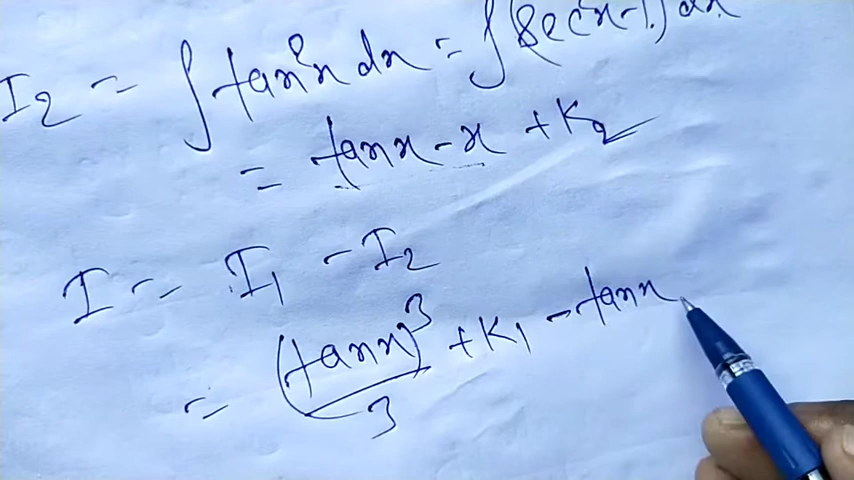 I2 = ∫tan²x dx = ∫(sec²x-1) dx
= tanx - x + K2
I = I1 - I2
= (tanx)³/3 + K1 - tanx